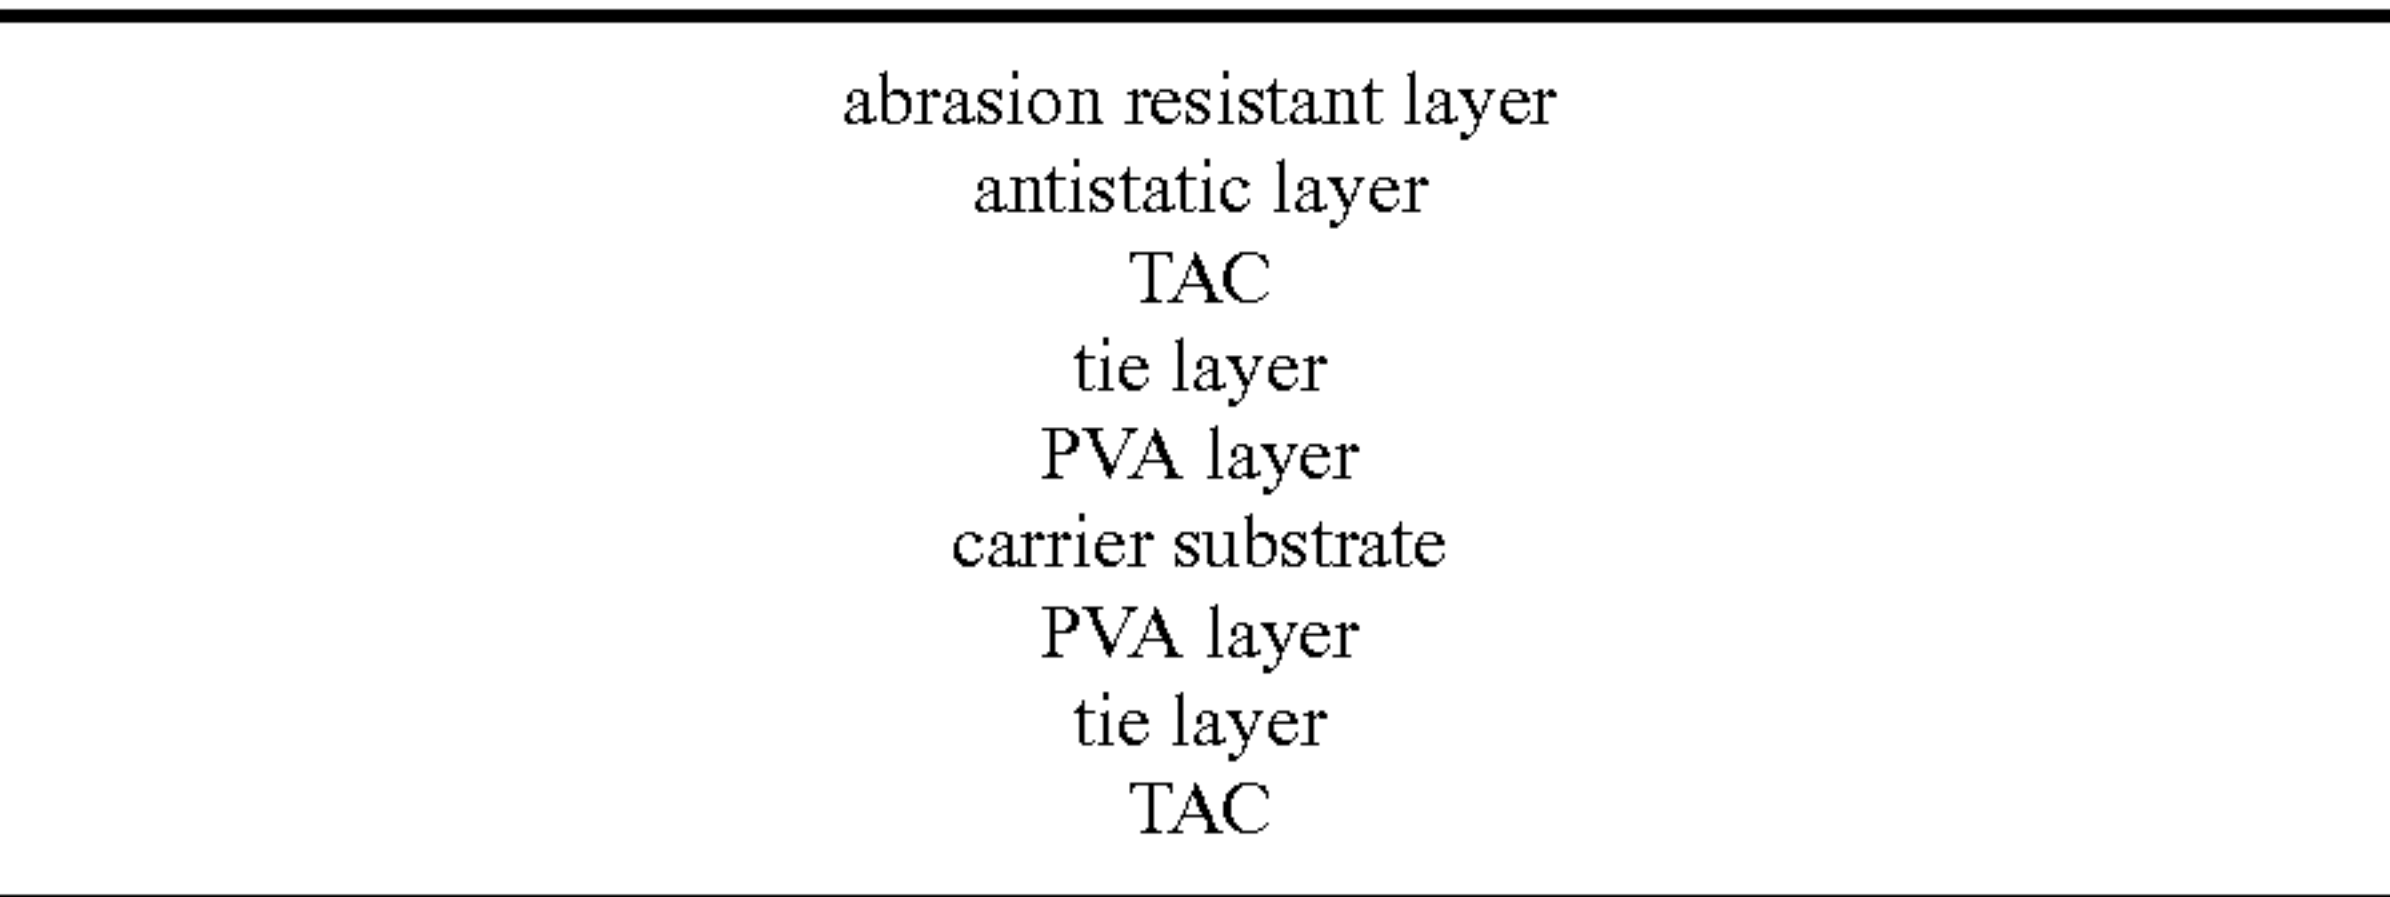 abrasion resistant layer
antistatic layer
TAC
tie layer
PVA layer
carrier substrate
PVA layer
tie layer
TAC